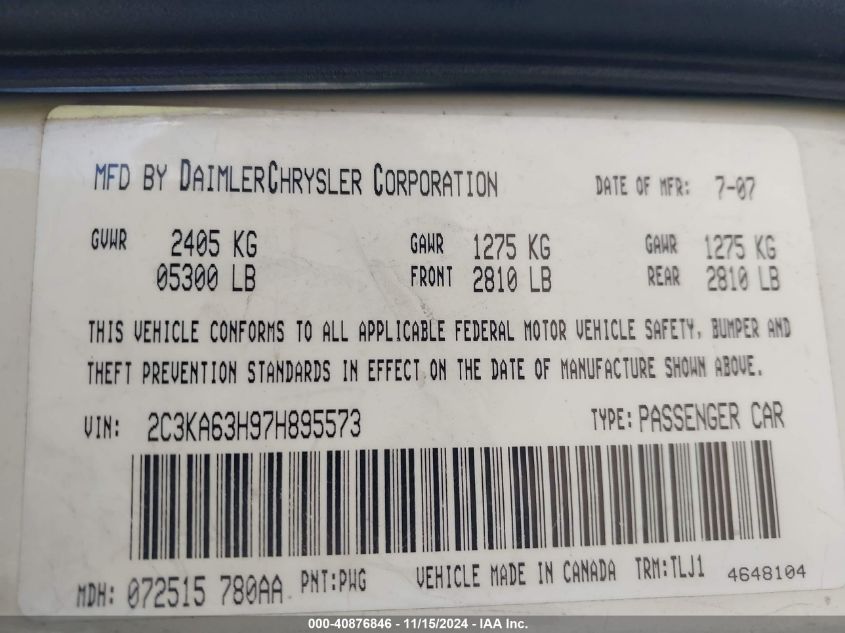 MFD BY DAIMLERCHRYSLER CORPORATION DATE OF MFR: 7-07
GVWR 2405 KG GAWR 1275 KG GAWR 1275 KG
05300 LB FRONT 2810 LB REAR 2810 LB
THIS VEHICLE CONFORMS TO ALL APPLICABLE FEDERAL MOTOR VEHICLE SAFETY, BUMPER AND
THEFT PREVENTION STANDARDS IN EFFECT ON THE DATE OF MANUFACTURE SHOWN ABOVE.
VIN: 2C3KA63H97H895573 TYPE: PASSENGER CAR
MDH: 072515 780AA PNT:PWG VEHICLE MADE IN CANADA TRM:TLJ1 4648104
000-40876846 - 11/15/2024 - IAA Inc.